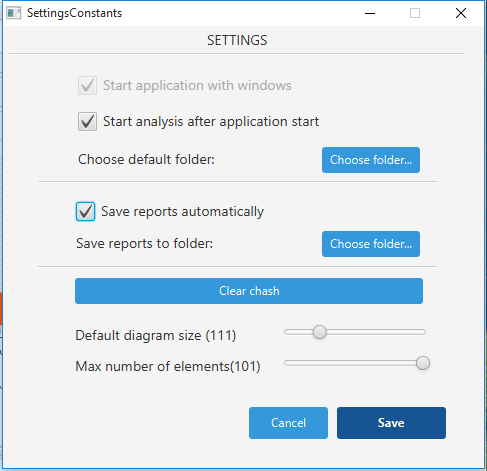 SettingsConstants
SETTINGS
Start application with windows
Start analysis after application start
Choose default folder:
Choose folder...
Save reports automatically
Save reports to folder:
Choose folder...
Clear chash
Default diagram size (111)
Max number of elements(101)
Cancel
Save